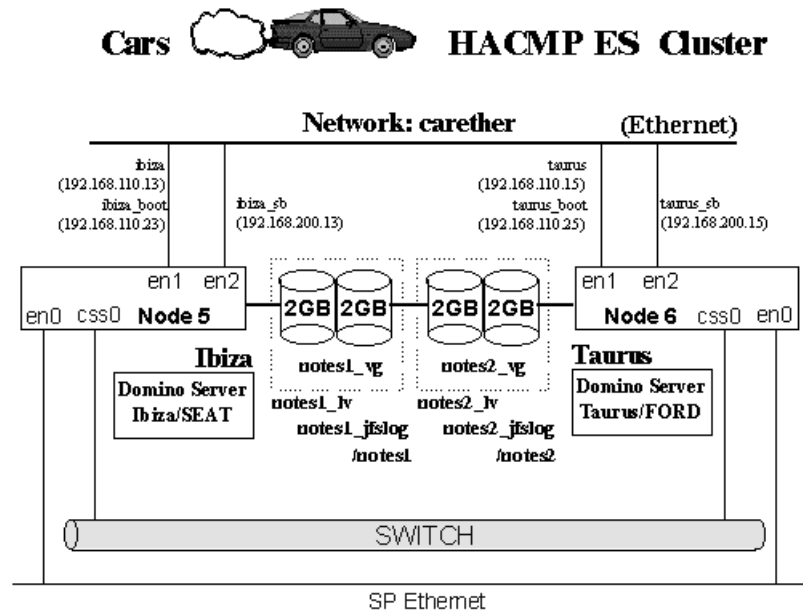 Cars HACMP ES Cluster
Network: carether (Ethernet)
ibiza
(192.168.110.13)
ibiza_boot
(192.168.110.23)
ibiza_sb
(192.168.200.13)
taurus
(192.168.110.15)
taurus_boot
(192.168.110.25)
taurus_sb
(192.168.200.15)
en1 en2
en0 css0 Node 5
2GB 2GB
2GB 2GB
en1 en2
Node 6 css0 en0
Ibiza
Domino Server
Ibiza/SEAT
notes1_vg
notes1_lv
notes1_jfslog
/notes1
notes2_vg
notes2_lv
notes2_jfslog
/notes2
Taurus
Domino Server
Taurus/FORD
SWITCH
SP Ethernet